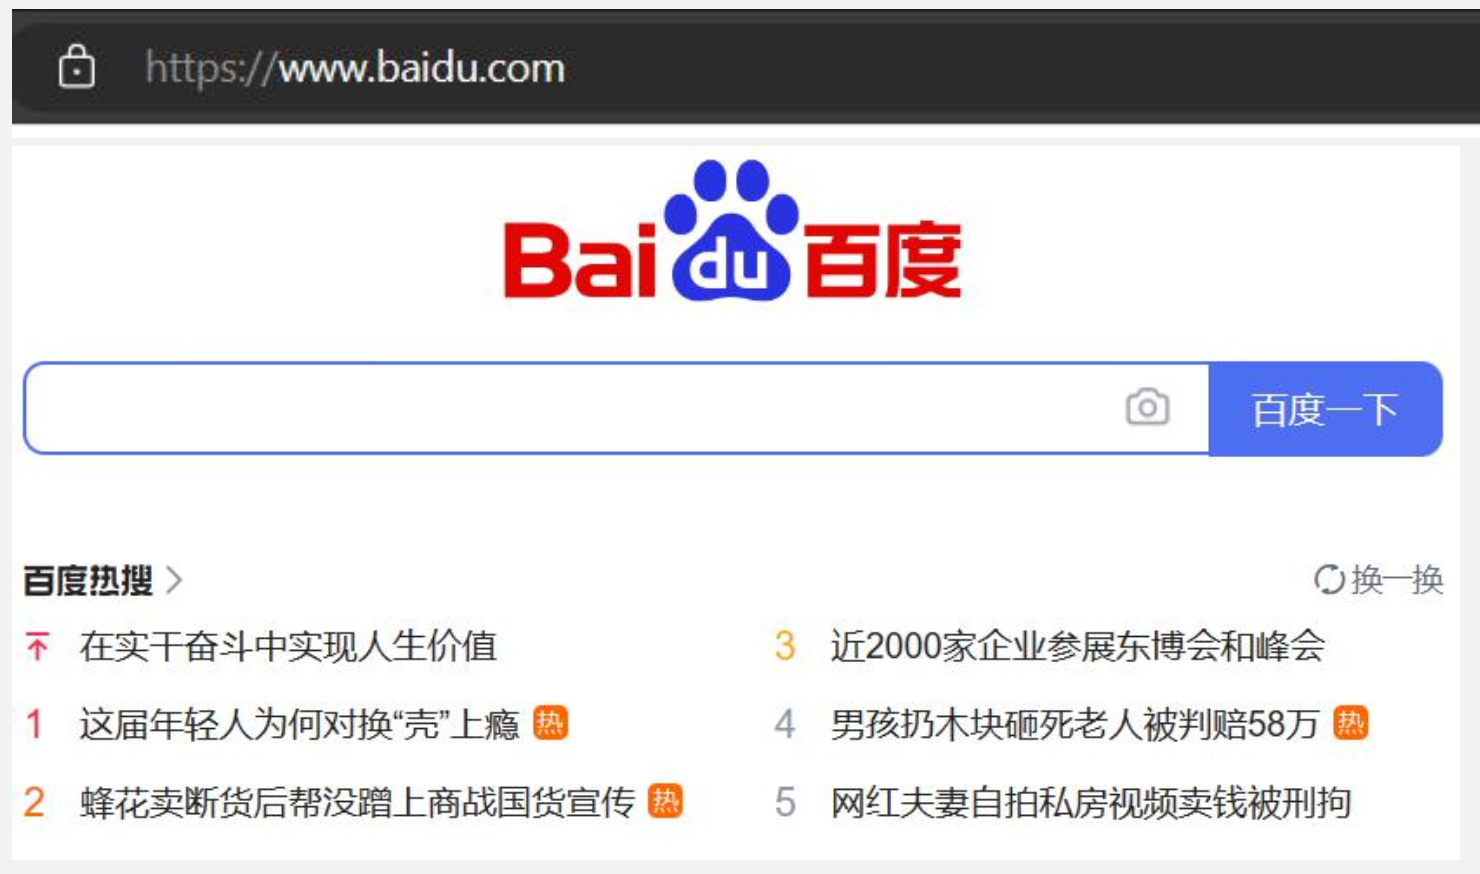 https://www.baidu.com
Baidu百度
百度一下
百度热搜
换一换
在实干奋斗中实现人生价值
1 这届年轻人为何对换“壳”上瘾 热
2 蜂花卖断货后帮没蹭上商战国货宣传 热
3 近2000家企业参展东博会和峰会
4 男孩扔木块砸死老人被判赔58万 热
5 网红夫妻自拍私房视频卖钱被刑拘